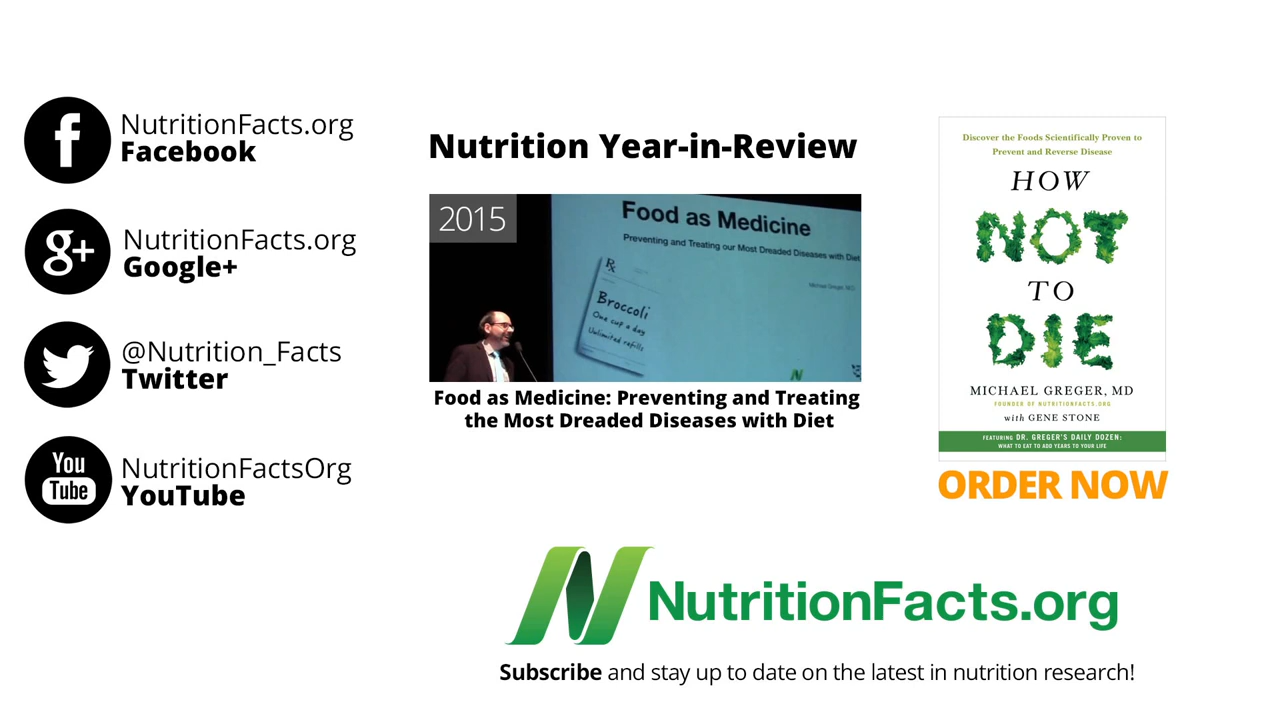 NutritionFacts.org
Facebook
NutritionFacts.org
Google+
@Nutrition_Facts
Twitter
You
Tube
NutritionFactsOrg
YouTube
Nutrition Year-in-Review
2015
Food as Medicine
Preventing and Treating our Most Dreaded Diseases with Diet
Michael Greger, M.D.
Broccoli
One cup a day
Unlimited refills
Food as Medicine: Preventing and Treating
the Most Dreaded Diseases with Diet
Discover the Foods Scientifically Proven to
Prevent and Reverse Disease
HOW
NOT
TO
DIE
MICHAEL GREGER, MD
FOUNDER OF NUTRITIONFACTS.ORG
with GENE STONE
FEATURING DR. GREGER'S DAILY DOZEN:
WHAT TO EAT TO ADD YEARS TO YOUR LIFE
ORDER NOW
NutritionFacts.org
Subscribe and stay up to date on the latest in nutrition research!